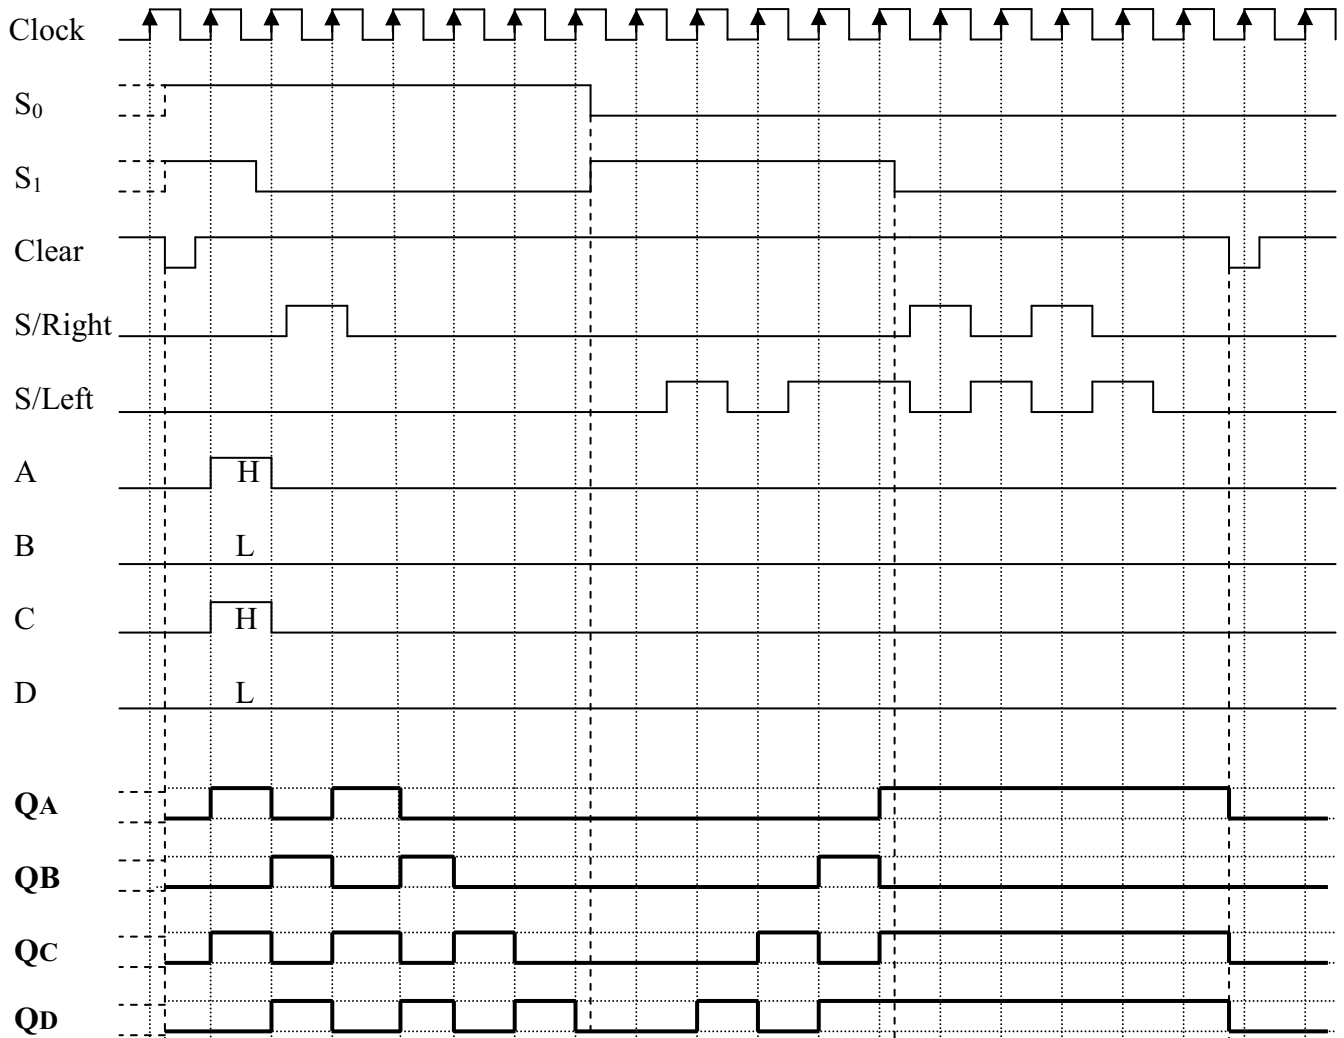 Clock
S₀
S₁
Clear
S/Right
S/Left
A H
B L
C H
D L
QA
QB
QC
QD